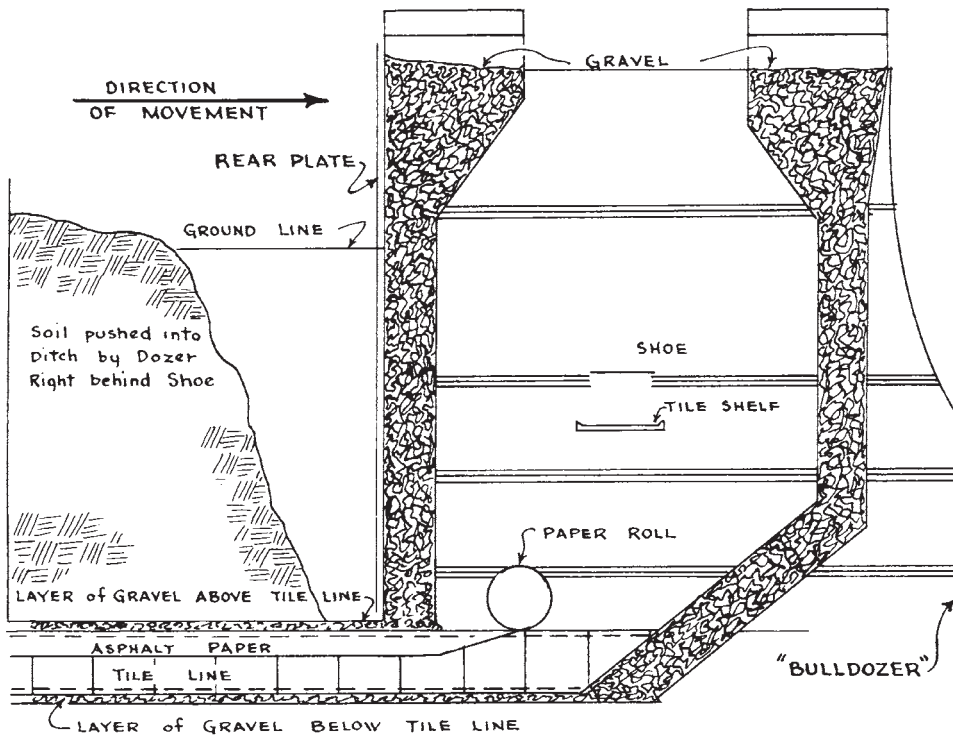 GRAVEL
DIRECTION
OF MOVEMENT
REAR PLATE
GROUND LINE
Soil pushed into
Ditch by Dozer
Right behind Shoe
SHOE
TILE SHELF
PAPER ROLL
LAYER of GRAVEL ABOVE TILE LINE
ASPHALT PAPER
TILE LINE
"BULLDOZER"
LAYER of GRAVEL BELOW TILE LINE